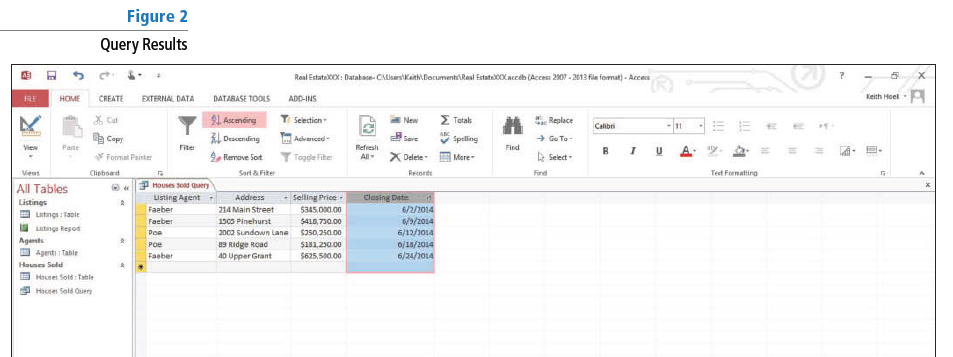 Figure 2
Query Results
Real EstateXXX : Database- C:\Users\Keith\Documents\Real EstateXXX.accdb (Access 2007 - 2013 file format) - Access
?
Keith Hoell
FILE HOME CREATE EXTERNAL DATA DATABASE TOOLS ADD-INS
View
Paste
Cut
Copy
Format Painter
Filter
Ascending
Descending
Remove Sort
Selection
Advanced
Toggle Filter
Refresh
All
New
Save
Delete
Totals
Spelling
More
Find
Replace
Go To
Select
Calibri 11
B I U A
Views Clipboard Sort & Filter Records Find Text Formatting
All Tables
Listings
Listings : Table
Listings Report
Agents
Agents : Table
Houses Sold
Houses Sold : Table
Houses Sold Query
Houses Sold Query
Listing Agent Address Selling Price Closing Date
Faeber 214 Main Street $345,000.00 6/2/2014
Faeber 1505 Pinehurst $418,750.00 6/9/2014
Poe 2002 Sundown Lane $250,250.00 6/12/2014
Poe 89 Ridge Road $181,250.00 6/18/2014
Faeber 40 Upper Grant $625,500.00 6/24/2014